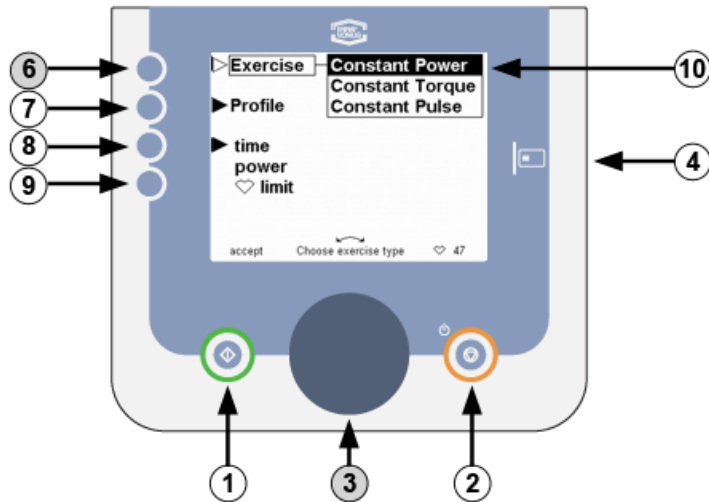 6
7
8
9
10
4
Exercise
Constant Power
Constant Torque
Constant Pulse
Profile
time
power
limit
accept Choose exercise type 47
1
3
2